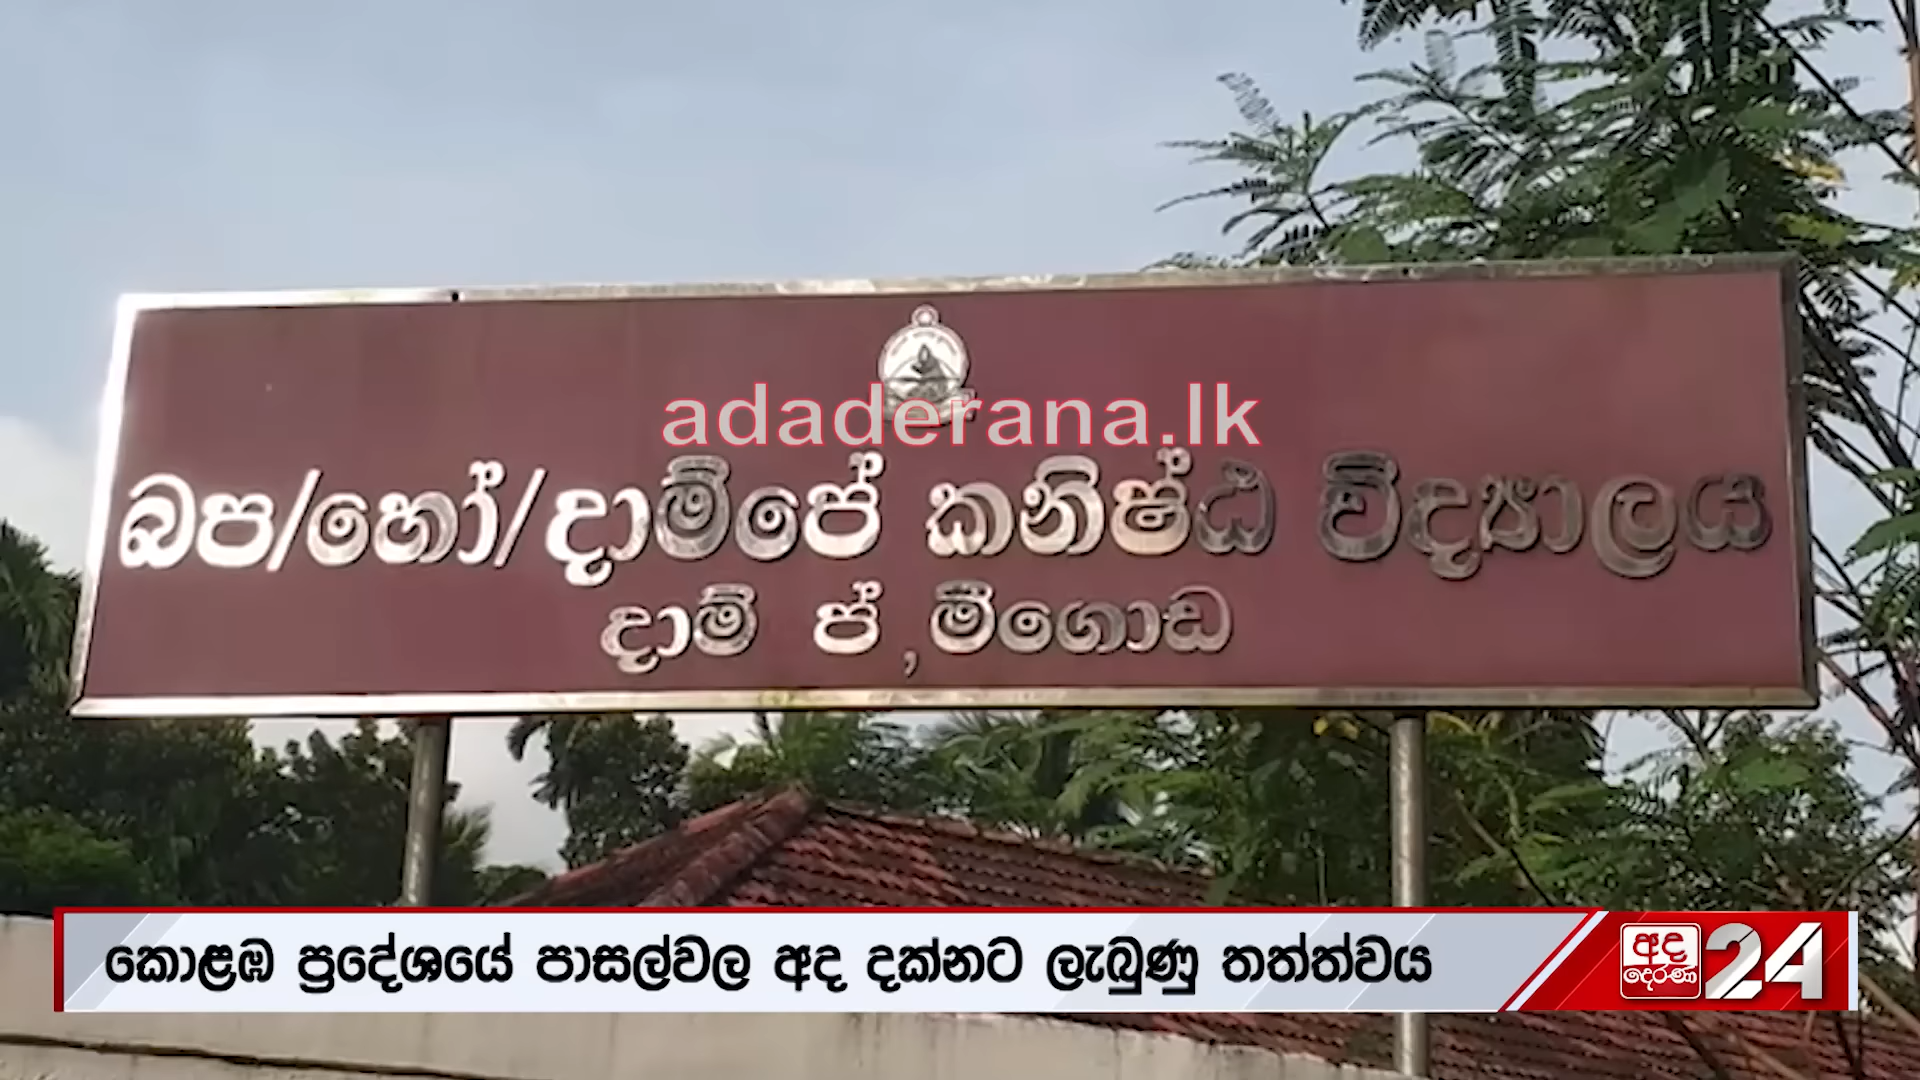 adaderana.lk
බප/හෝ/දාම්පේ කනිෂ්ඨ විද්‍යාලය
දාම් ප් , මීගොඩ
කොළඹ ප්‍රදේශයේ පාසල්වල අද දක්නට ලැබුණු තත්ත්වය
අද දෙරණ 24